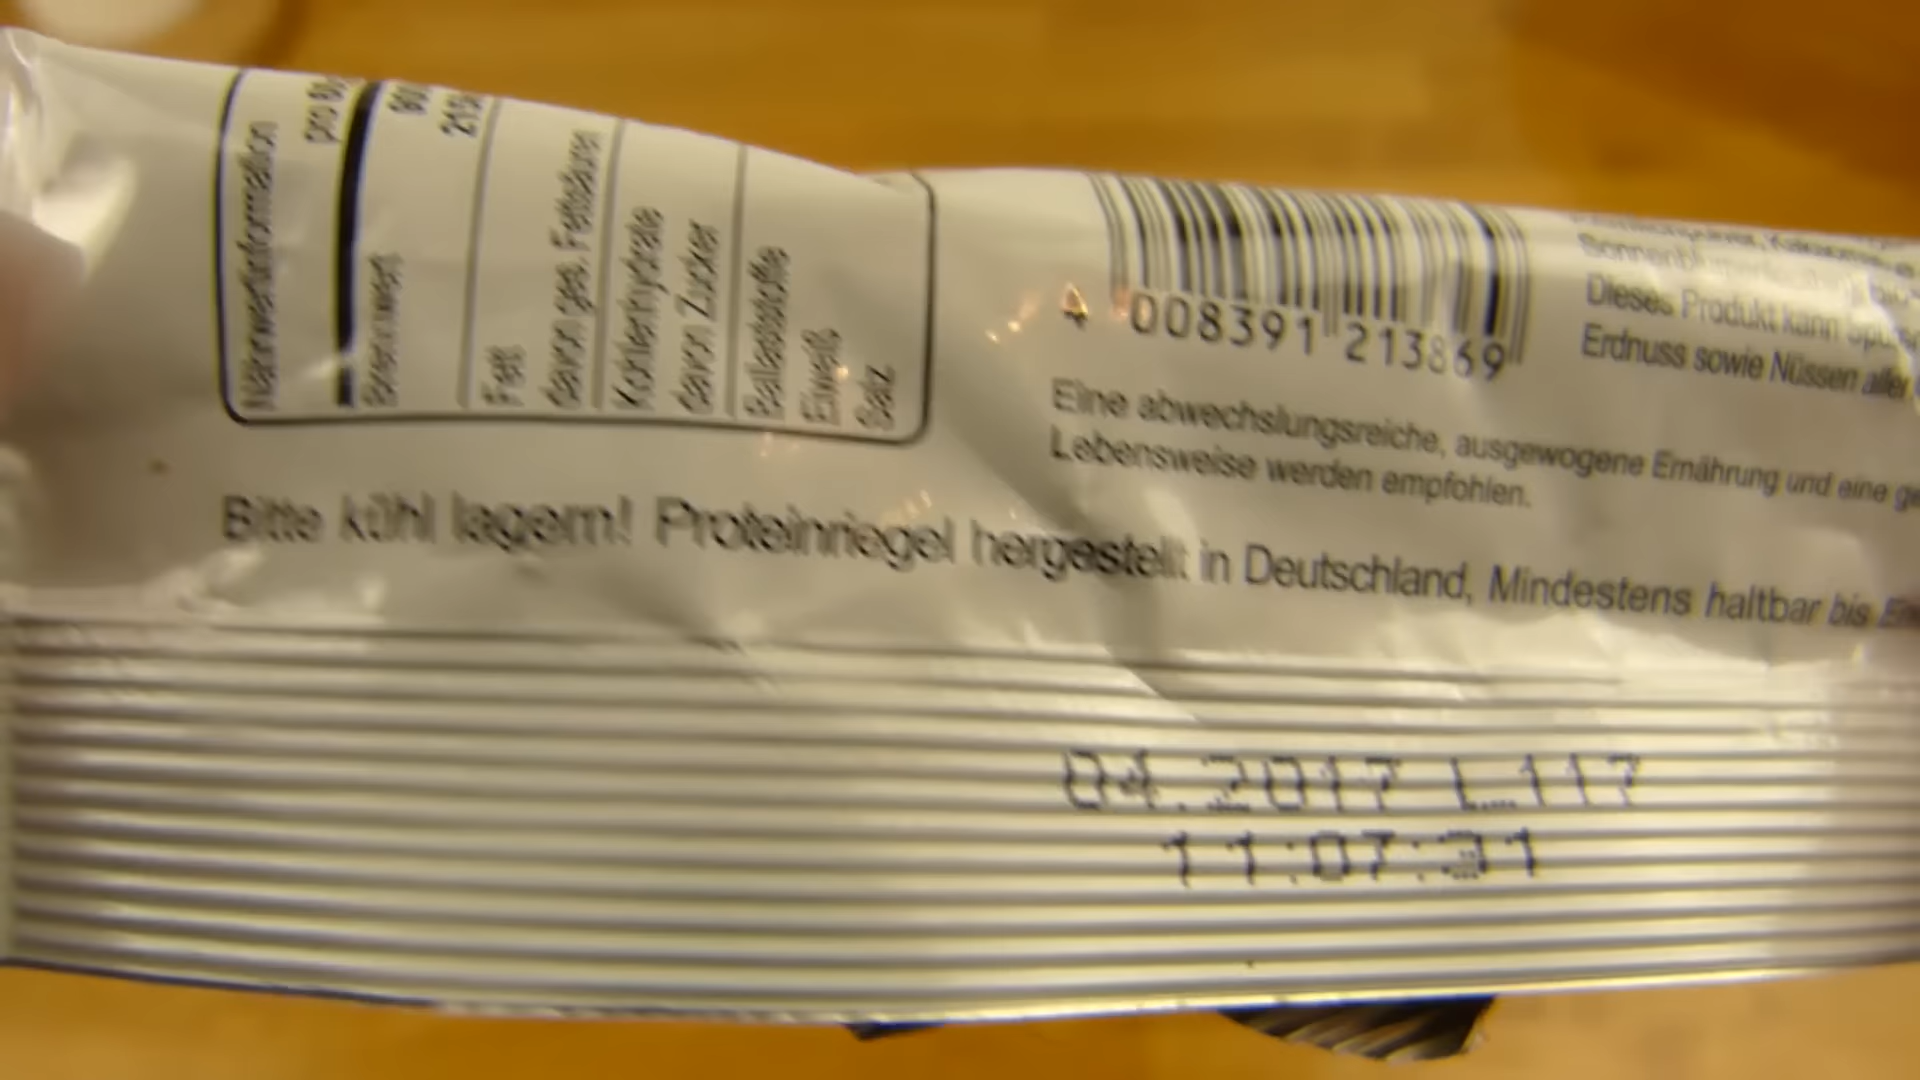 Nährwertinformation
pro
Brennwert
Fett
davon ges. Fettsäuren
Kohlenhydrate
davon Zucker
Ballaststoffe
Eiweiß
Salz
4 008391 213869
Dieses Produkt kann
Erdnuss sowie Nüssen aller
Eine abwechslungsreiche, ausgewogene Ernährung und eine
Lebensweise werden empfohlen.
Bitte kühl lagern! Proteinriegel hergestellt in Deutschland, Mindestens haltbar bis
04.2017 L117
11:07:31